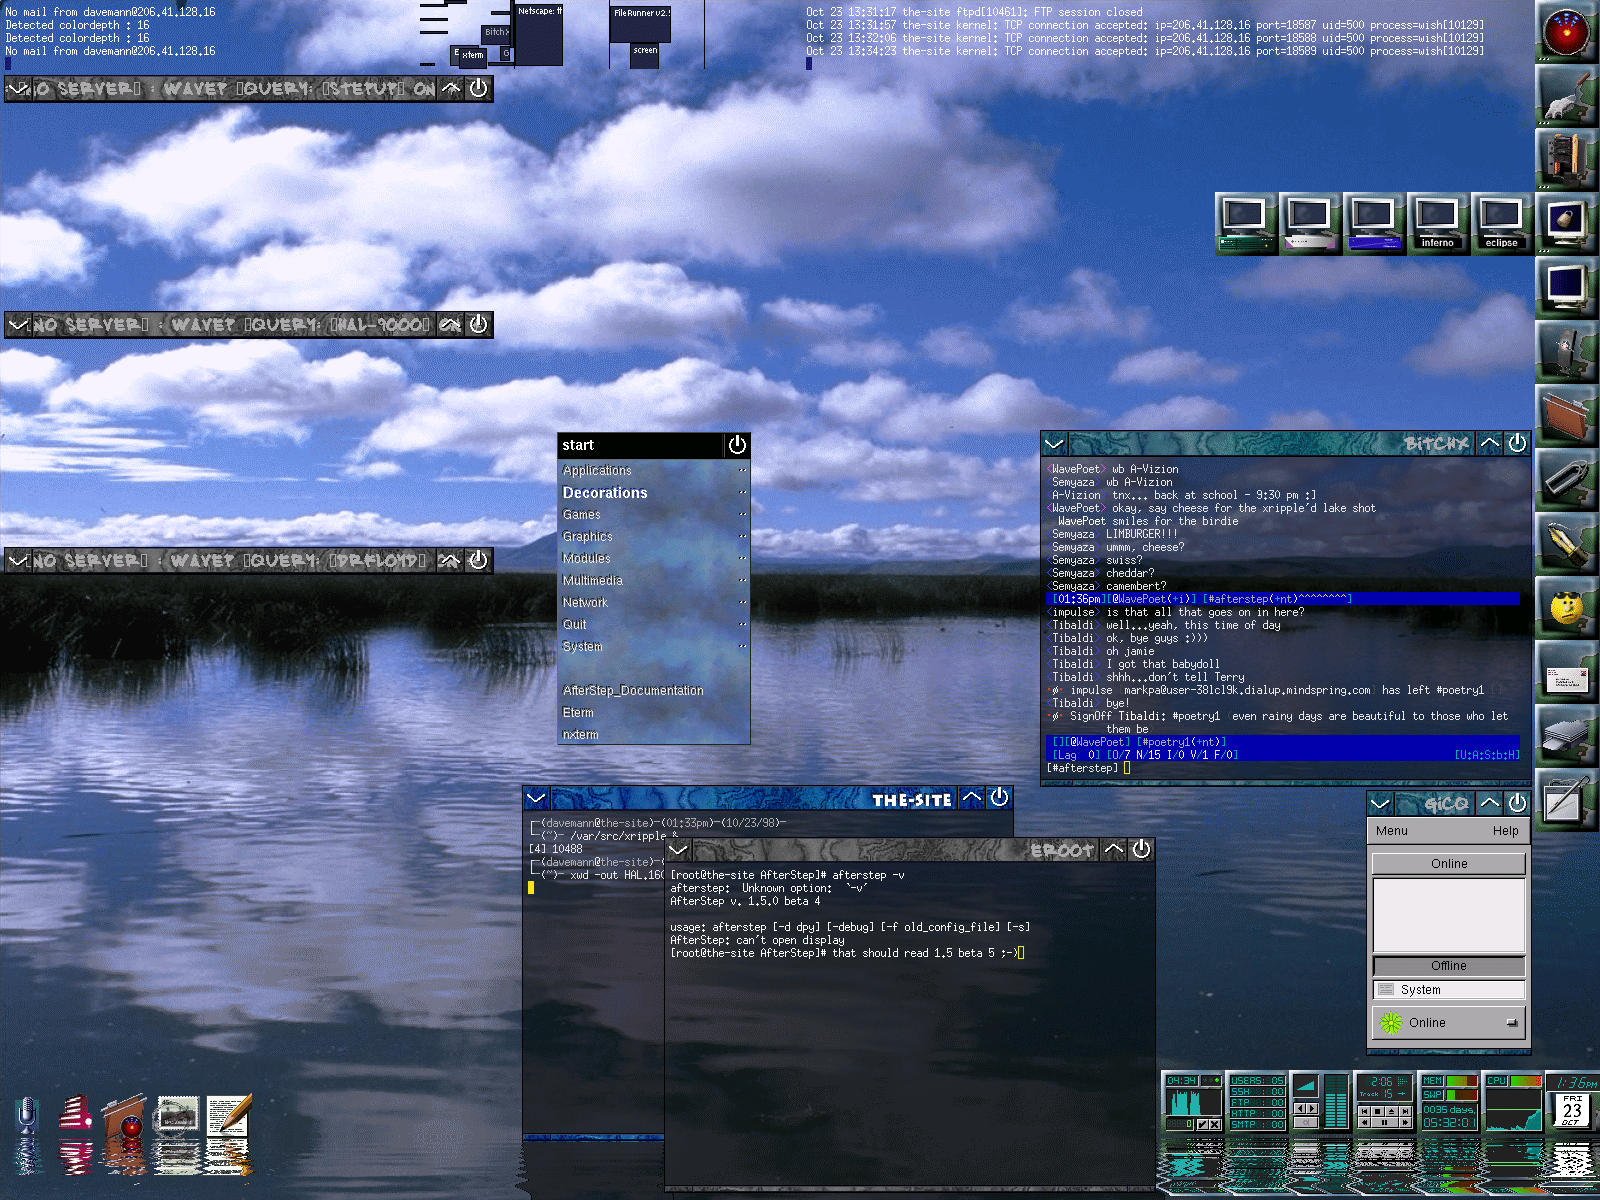 No mail from davemann@206.41.128.16
Detected colordepth : 16
Detected colordepth : 16
No mail from davemann@206.41.128.16
BitchX
xterm
Netscape:
FileRunner v2.
screen
Oct 23 13:31:17 the-site ftpd[10461]: FTP session closed
Oct 23 13:31:57 the-site kernel: TCP connection accepted: ip=206.41.128.16 port=18587 uid=500 process=wish[10129]
Oct 23 13:32:06 the-site kernel: TCP connection accepted: ip=206.41.128.16 port=18588 uid=500 process=wish[10129]
Oct 23 13:34:23 the-site kernel: TCP connection accepted: ip=206.41.128.16 port=18589 uid=500 process=wish[10129]
NO SERVER : WAVEP QUERY: STEFUP ON
inferno
eclipse
NO SERVER : WAVEP QUERY: HAL-9000 ON
NO SERVER : WAVEP QUERY: DRFLOYD ON
start
Applications
Decorations
Games
Graphics
Modules
Multimedia
Network
Quit
System
AfterStep_Documentation
Eterm
nxterm
BITCHX
<WavePoet> wb A-Vizion
<Semyaza> wb A-Vizion
A-Vizion tnx... back at school - 9:30 pm :]
<WavePoet> okay, say cheese for the xripple'd lake shot
WavePoet smiles for the birdie
<Semyaza> LIMBURGER!!!
<Semyaza> ummm, cheese?
<Semyaza> swiss?
<Semyaza> cheddar?
<Semyaza> camembert?
[01:36pm][@WavePoet(+i)] [#afterstep(+nt)^^^^^^^^]
<impulse> is that all that goes on in here?
<Tibaldi> well...yeah, this time of day
<Tibaldi> ok, bye guys :)))
<Tibaldi> oh jamie
<Tibaldi> I got that babydoll
<Tibaldi> shhh...don't tell Terry
impulse markpa@user-38lcl9k.dialup.mindspring.com has left #poetry1
<Tibaldi> bye!
SignOff Tibaldi: #poetry1 (even rainy days are beautiful to those who let
them be
[][@WavePoet] [#poetry1(+nt)]
[Lag 0] [O/7 N/15 I/0 V/1 F/0] [U:A:S:b:H]
[#afterstep]
THE-SITE
(davemann@the-site)-(01:33pm)-(10/23/98)-
(~)- /var/src/xripple &
[4] 10488
(davemann@the-site)-(
(~)- xwd -out HAL.160
EROOT
[root@the-site AfterStep]# afterstep -v
afterstep: Unknown option: `-v'
AfterStep v. 1.5.0 beta 4
usage: afterstep [-d dpy] [-debug] [-f old_config_file] [-s]
AfterStep: can't open display
[root@the-site AfterStep]# that should read 1.5 beta 5 ;-)
GICQ
Menu Help
Online
Offline
System
Online
04:34
USERS: 05
SSH : 00
FTP : 00
HTTP : 00
SMTP : 00
2:06
Track 15
MEM
SWP
0035 days,
05:32:01
CPU
1:36PM
FRI
23
OCT